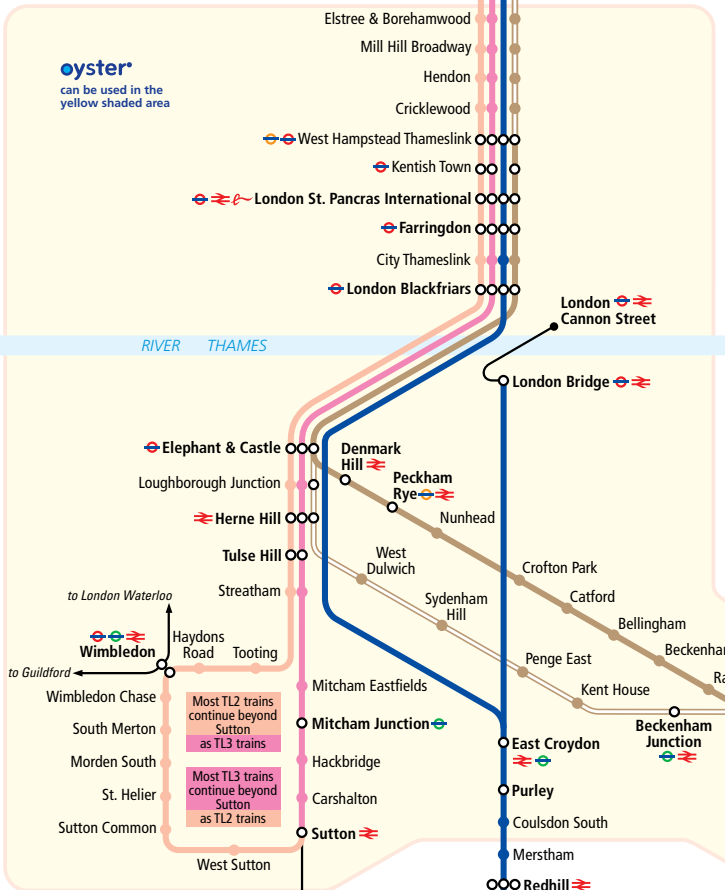 Elstree & Borehamwood
Mill Hill Broadway
oyster
can be used in the
yellow shaded area
Hendon
Cricklewood
West Hampstead Thameslink
Kentish Town
London St. Pancras International
Farringdon
City Thameslink
London Blackfriars
London
Cannon Street
RIVER THAMES
London Bridge
Elephant & Castle
Denmark
Hill
Loughborough Junction
Peckham
Rye
Herne Hill
Nunhead
Tulse Hill
West
Dulwich
Crofton Park
Streatham
Catford
to London Waterloo
Sydenham
Hill
Bellingham
Wimbledon
Haydons
Road
Tooting
Beckenha
to Guildford
Penge East
Ra
Wimbledon Chase
Mitcham Eastfields
Kent House
Most TL2 trains
continue beyond
Sutton
as TL3 trains
South Merton
Mitcham Junction
Beckenham
Junction
East Croydon
Morden South
Hackbridge
Most TL3 trains
continue beyond
Sutton
as TL2 trains
St. Helier
Carshalton
Purley
Sutton Common
Sutton
Coulsdon South
West Sutton
Merstham
Redhill